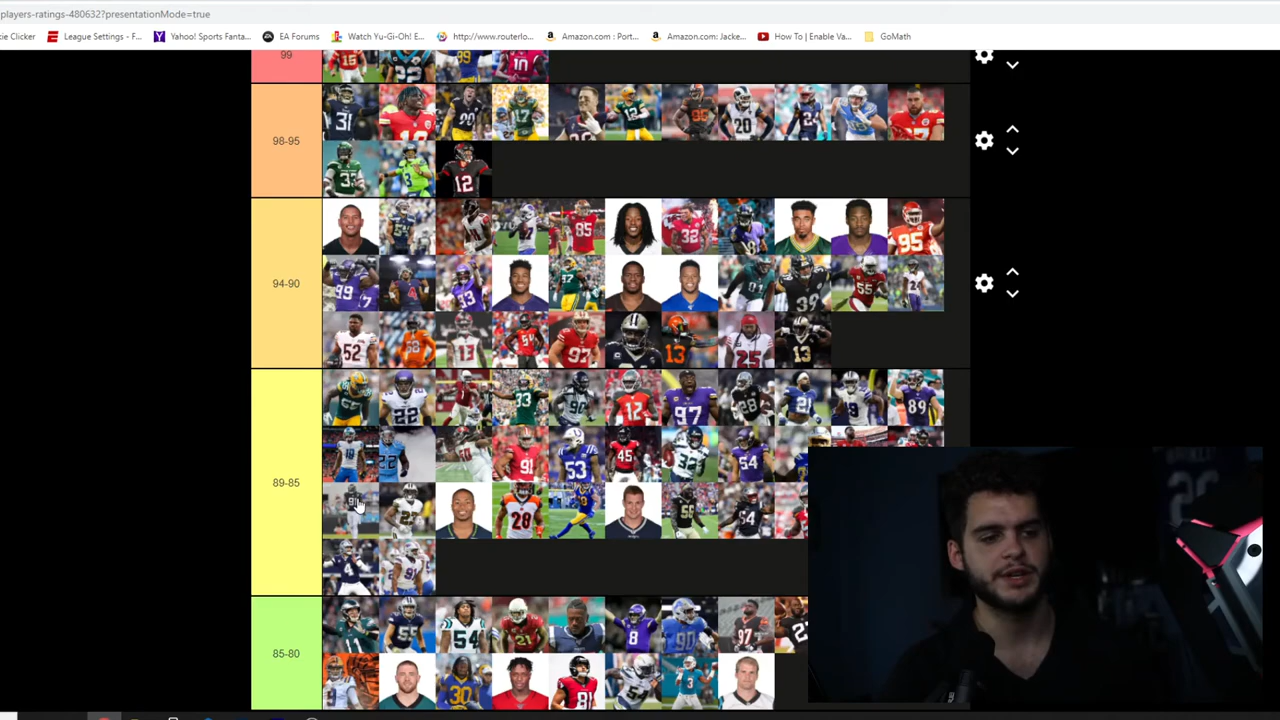 players-ratings-480632?presentationMode=true
kie Clicker
League Settings - F...
Yahoo! Sports Fanta...
EA Forums
Watch Yu-Gi-Oh! E...
http://www.routerlo...
Amazon.com : Port...
Amazon.com: Jacke...
How To | Enable Va...
GoMath
99
98-95
94-90
89-85
85-80